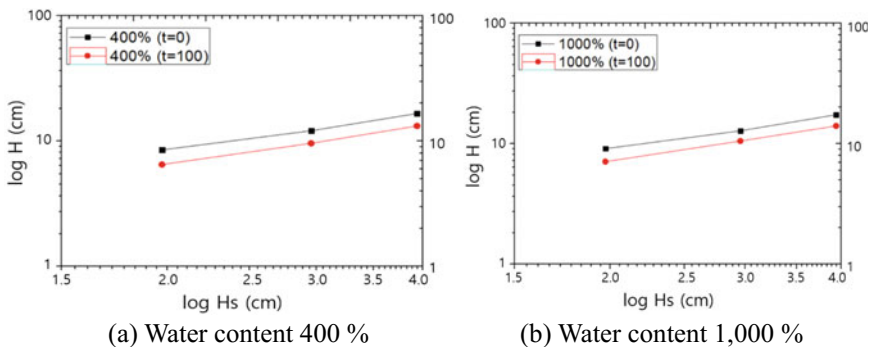 100
400% (t=0)
400% (t=100)
10
1
log H (cm)
100
10
1
1.5 2.0 2.5 3.0 3.5 4.0
log Hs (cm)
(a) Water content 400 %
100
1000% (t=0)
1000% (t=100)
10
1
log H (cm)
100
10
1
1.5 2.0 2.5 3.0 3.5 4.0
log Hs (cm)
(b) Water content 1,000 %